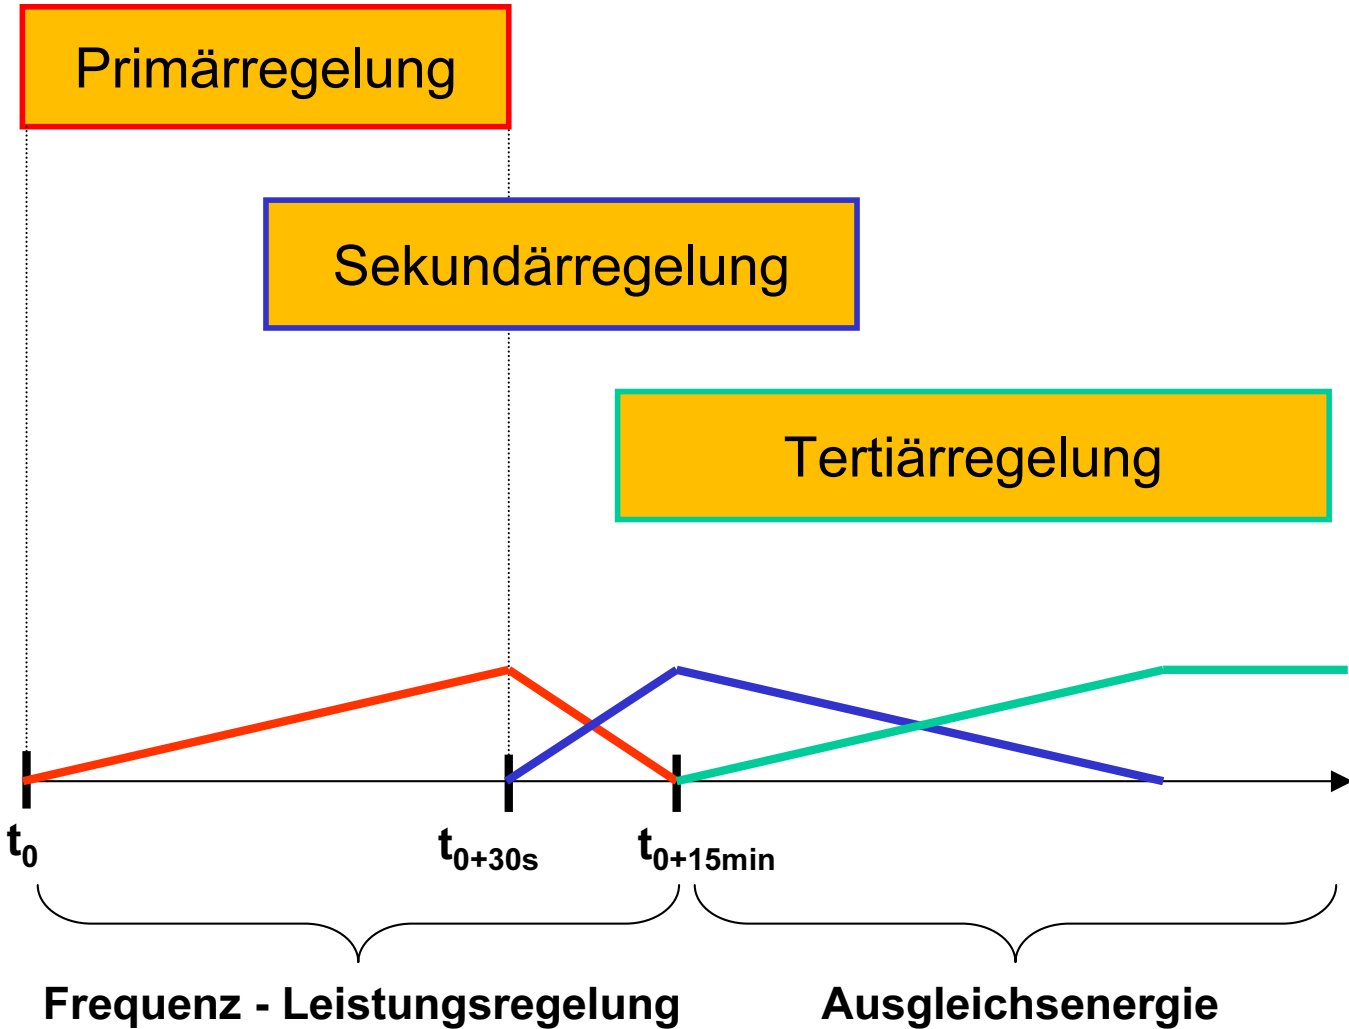 Primärregelung
Sekundärregelung
Tertiärregelung
t0 t0+30s t0+15min
Frequenz - Leistungsregelung Ausgleichsenergie